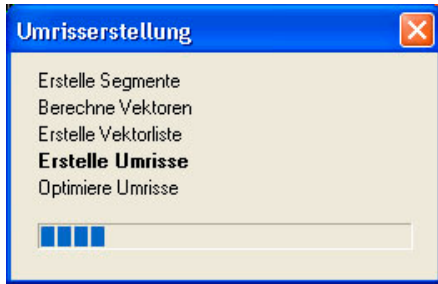 Umrisserstellung
Erstelle Segmente
Berechne Vektoren
Erstelle Vektorliste
Erstelle Umrisse
Optimiere Umrisse